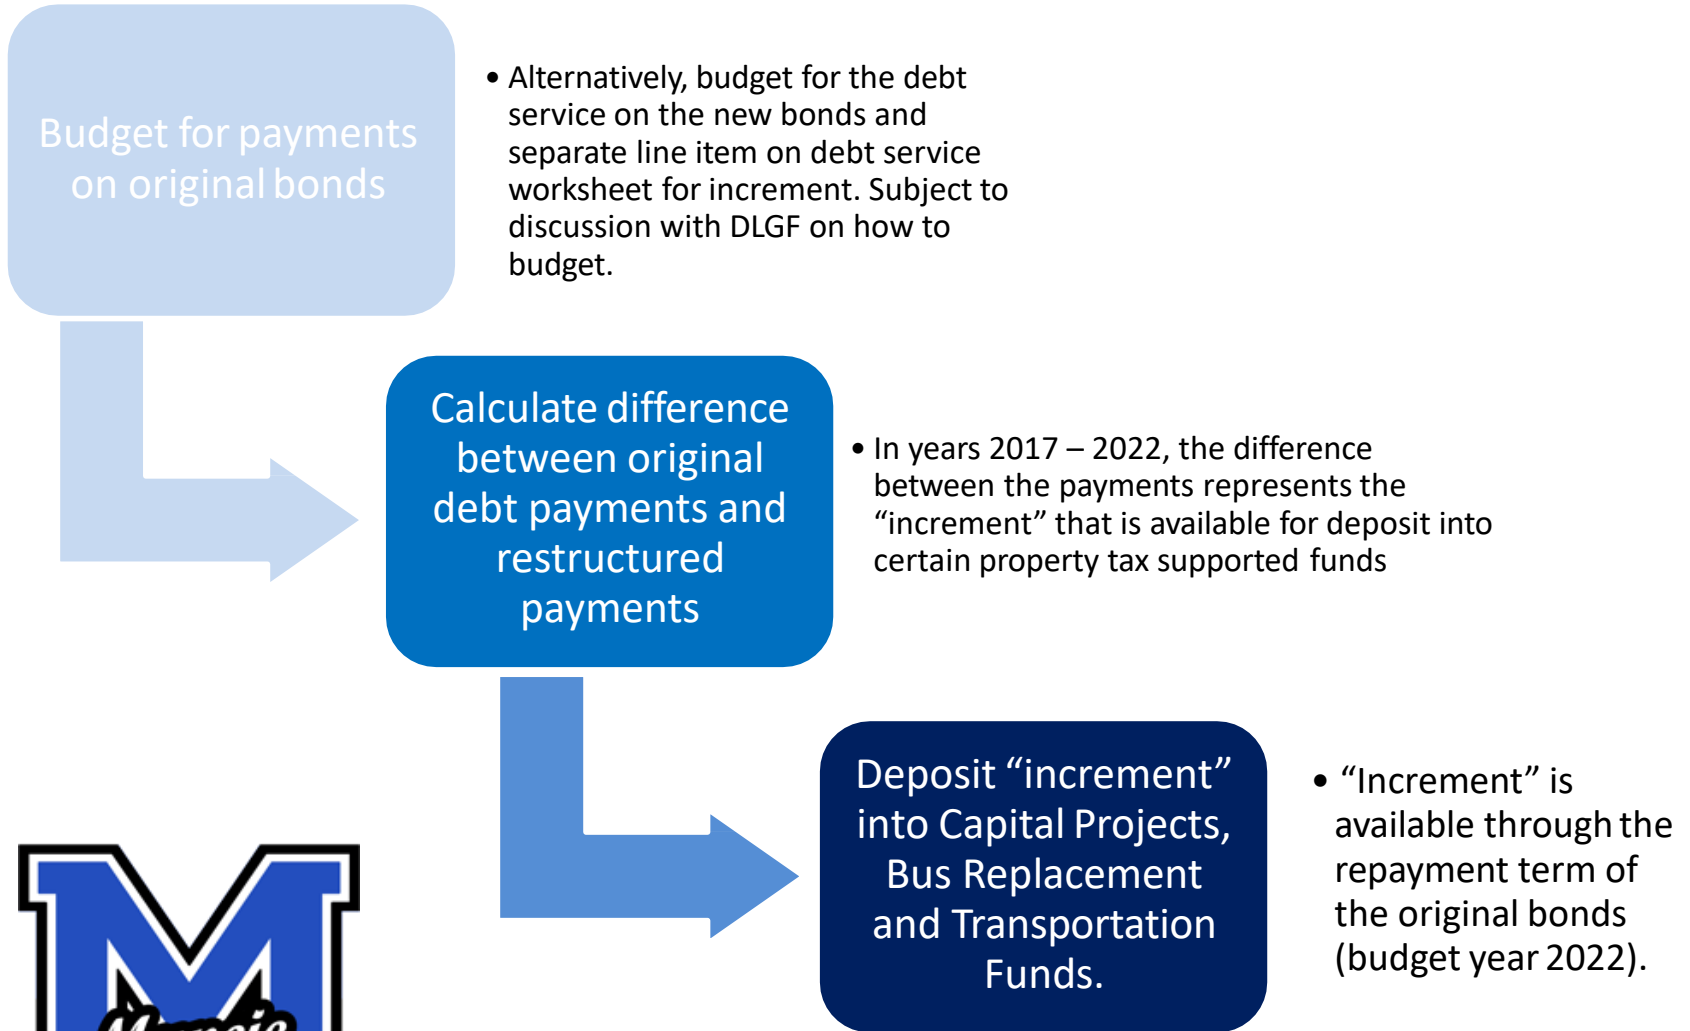 Budget for payments
on original bonds
• Alternatively, budget for the debt
service on the new bonds and
separate line item on debt service
worksheet for increment. Subject to
discussion with DLGF on how to
budget.
Calculate difference
between original
debt payments and
restructured
payments
• In years 2017 – 2022, the difference
between the payments represents the
“increment” that is available for deposit into
certain property tax supported funds
Deposit “increment”
into Capital Projects,
Bus Replacement
and Transportation
Funds.
• “Increment” is
available through the
repayment term of
the original bonds
(budget year 2022).
M
Muncie